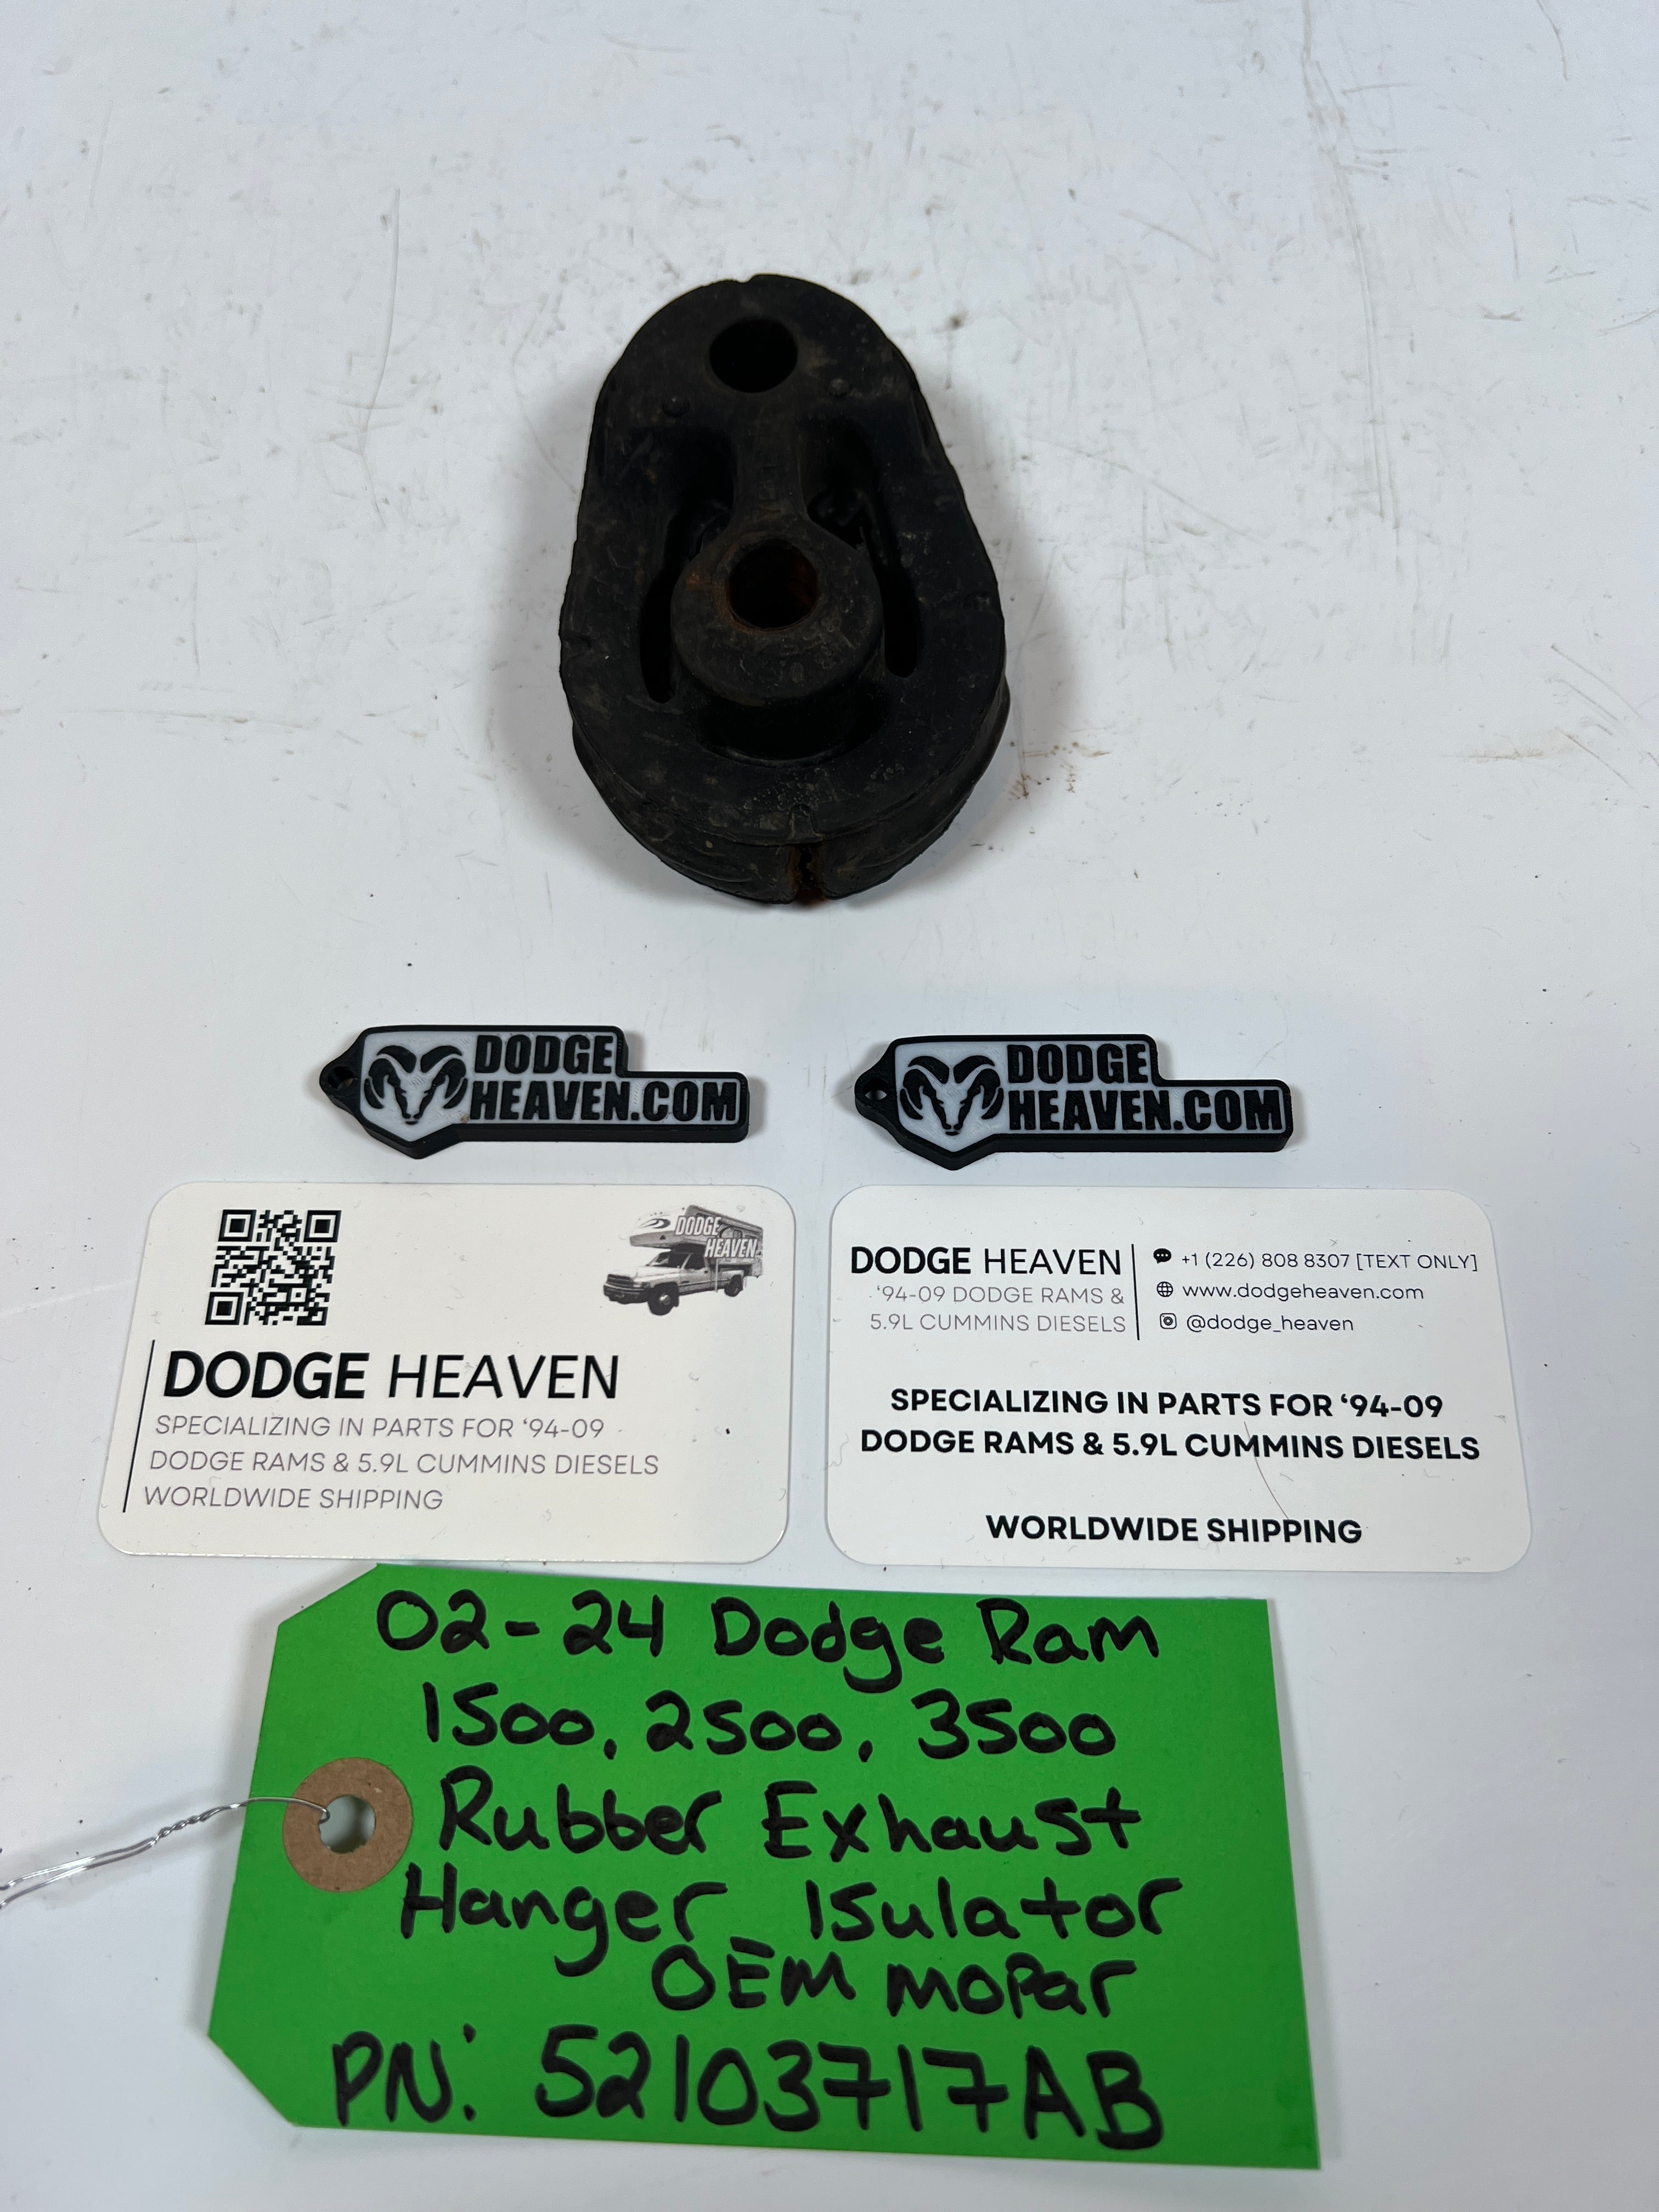 DODGE
HEAVEN.COM
DODGE
HEAVEN.COM
DODGE
HEAVEN
DODGE HEAVEN
SPECIALIZING IN PARTS FOR ‘94-09
DODGE RAMS & 5.9L CUMMINS DIESELS
WORLDWIDE SHIPPING
DODGE HEAVEN
‘94-09 DODGE RAMS &
5.9L CUMMINS DIESELS
+1 (226) 808 8307 [TEXT ONLY]
www.dodgeheaven.com
@dodge_heaven
SPECIALIZING IN PARTS FOR ‘94-09
DODGE RAMS & 5.9L CUMMINS DIESELS
WORLDWIDE SHIPPING
02-24 Dodge Ram
1500, 2500, 3500
Rubber Exhaust
Hanger Isulator
OEM mopar
PN: 52103717AB